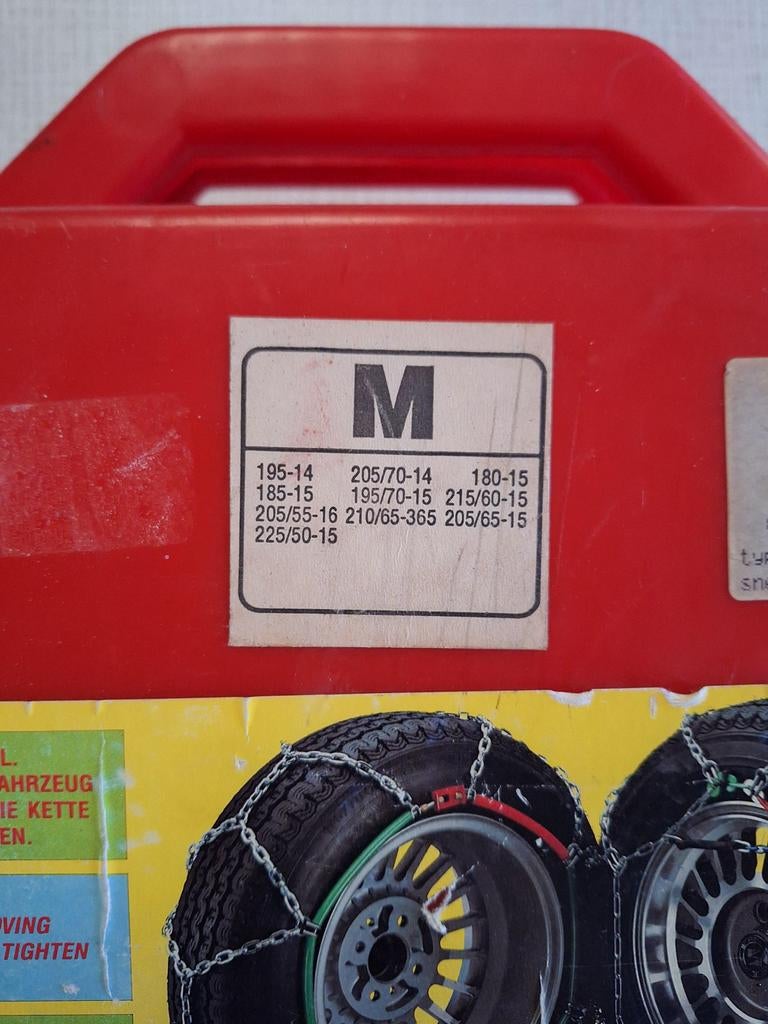 M
195-14 205/70-14 180-15
185-15 195/70-15 215/60-15
205/55-16 210/65-365 205/65-15
225/50-15
L.
AHRZEUG
IE KETTE
EN.
OVING
TIGHTEN